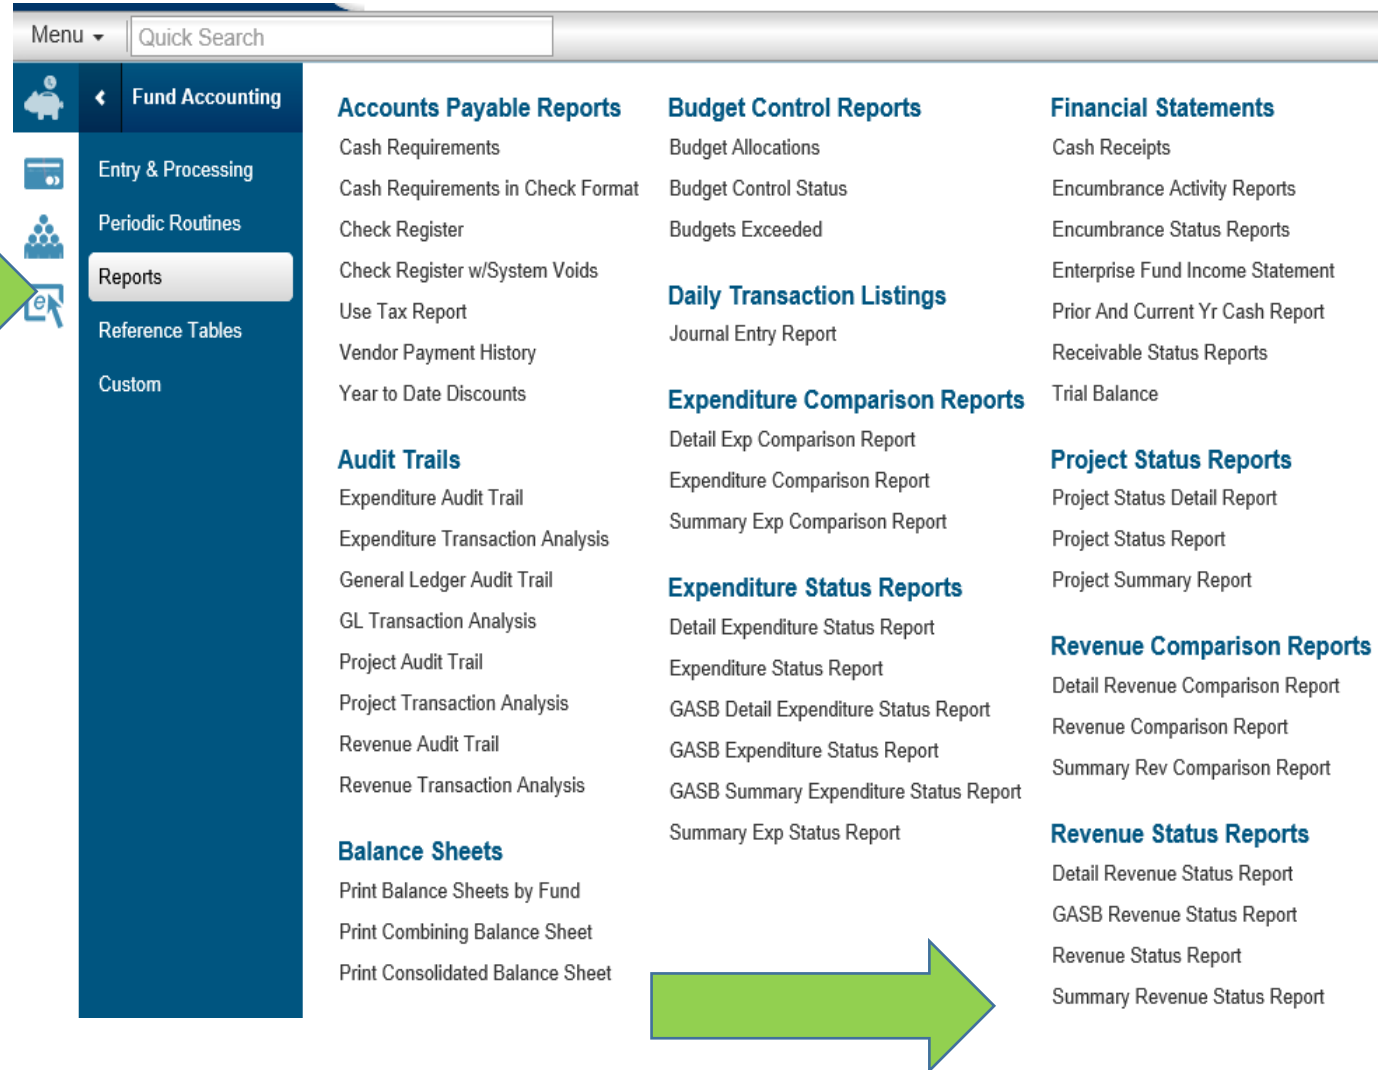 Menu
Quick Search
Fund Accounting
Entry & Processing
Periodic Routines
Reports
Reference Tables
Custom
Accounts Payable Reports
Cash Requirements
Cash Requirements in Check Format
Check Register
Check Register w/System Voids
Use Tax Report
Vendor Payment History
Year to Date Discounts
Audit Trails
Expenditure Audit Trail
Expenditure Transaction Analysis
General Ledger Audit Trail
GL Transaction Analysis
Project Audit Trail
Project Transaction Analysis
Revenue Audit Trail
Revenue Transaction Analysis
Balance Sheets
Print Balance Sheets by Fund
Print Combining Balance Sheet
Print Consolidated Balance Sheet
Budget Control Reports
Budget Allocations
Budget Control Status
Budgets Exceeded
Daily Transaction Listings
Journal Entry Report
Expenditure Comparison Reports
Detail Exp Comparison Report
Expenditure Comparison Report
Summary Exp Comparison Report
Expenditure Status Reports
Detail Expenditure Status Report
Expenditure Status Report
GASB Detail Expenditure Status Report
GASB Expenditure Status Report
GASB Summary Expenditure Status Report
Summary Exp Status Report
Financial Statements
Cash Receipts
Encumbrance Activity Reports
Encumbrance Status Reports
Enterprise Fund Income Statement
Prior And Current Yr Cash Report
Receivable Status Reports
Trial Balance
Project Status Reports
Project Status Detail Report
Project Status Report
Project Summary Report
Revenue Comparison Reports
Detail Revenue Comparison Report
Revenue Comparison Report
Summary Rev Comparison Report
Revenue Status Reports
Detail Revenue Status Report
GASB Revenue Status Report
Revenue Status Report
Summary Revenue Status Report